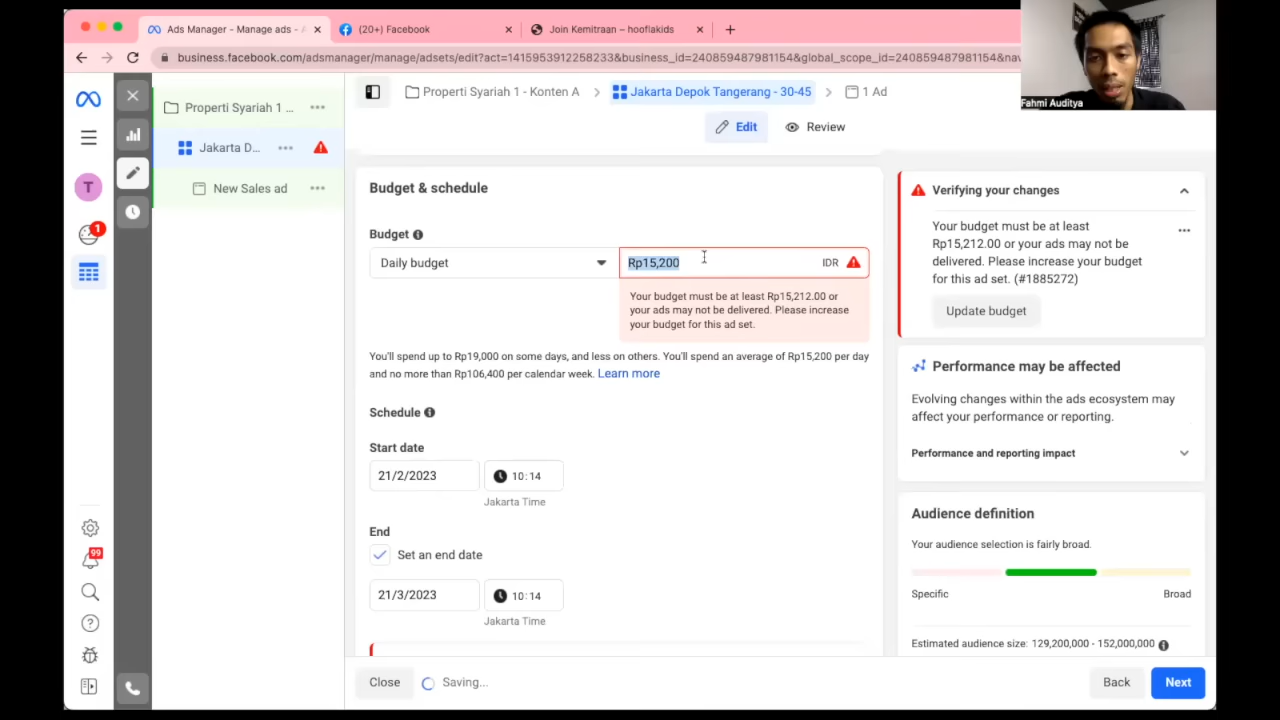 Ads Manager - Manage ads - A
(20+) Facebook
Join Kemitraan – hooflakids
business.facebook.com/adsmanager/manage/adsets/edit?act=1415953912258233&business_id=240859487981154&global_scope_id=240859487981154&nav
Fahmi Auditya
Properti Syariah 1 ...
Properti Syariah 1 - Konten A
Jakarta Depok Tangerang - 30-45
1 Ad
Edit
Review
Jakarta D...
New Sales ad
T
1
99
Budget & schedule
Budget
Daily budget
Rp15,200
IDR
Your budget must be at least Rp15,212.00 or
your ads may not be delivered. Please increase
your budget for this ad set.
You'll spend up to Rp19,000 on some days, and less on others. You'll spend an average of Rp15,200 per day
and no more than Rp106,400 per calendar week. Learn more
Schedule
Start date
21/2/2023
10:14
Jakarta Time
End
Set an end date
21/3/2023
10:14
Jakarta Time
Verifying your changes
Your budget must be at least
Rp15,212.00 or your ads may not be
delivered. Please increase your budget
for this ad set. (#1885272)
Update budget
Performance may be affected
Evolving changes within the ads ecosystem may
affect your performance or reporting.
Performance and reporting impact
Audience definition
Your audience selection is fairly broad.
Specific
Broad
Estimated audience size: 129,200,000 - 152,000,000
Close
Saving...
Back
Next